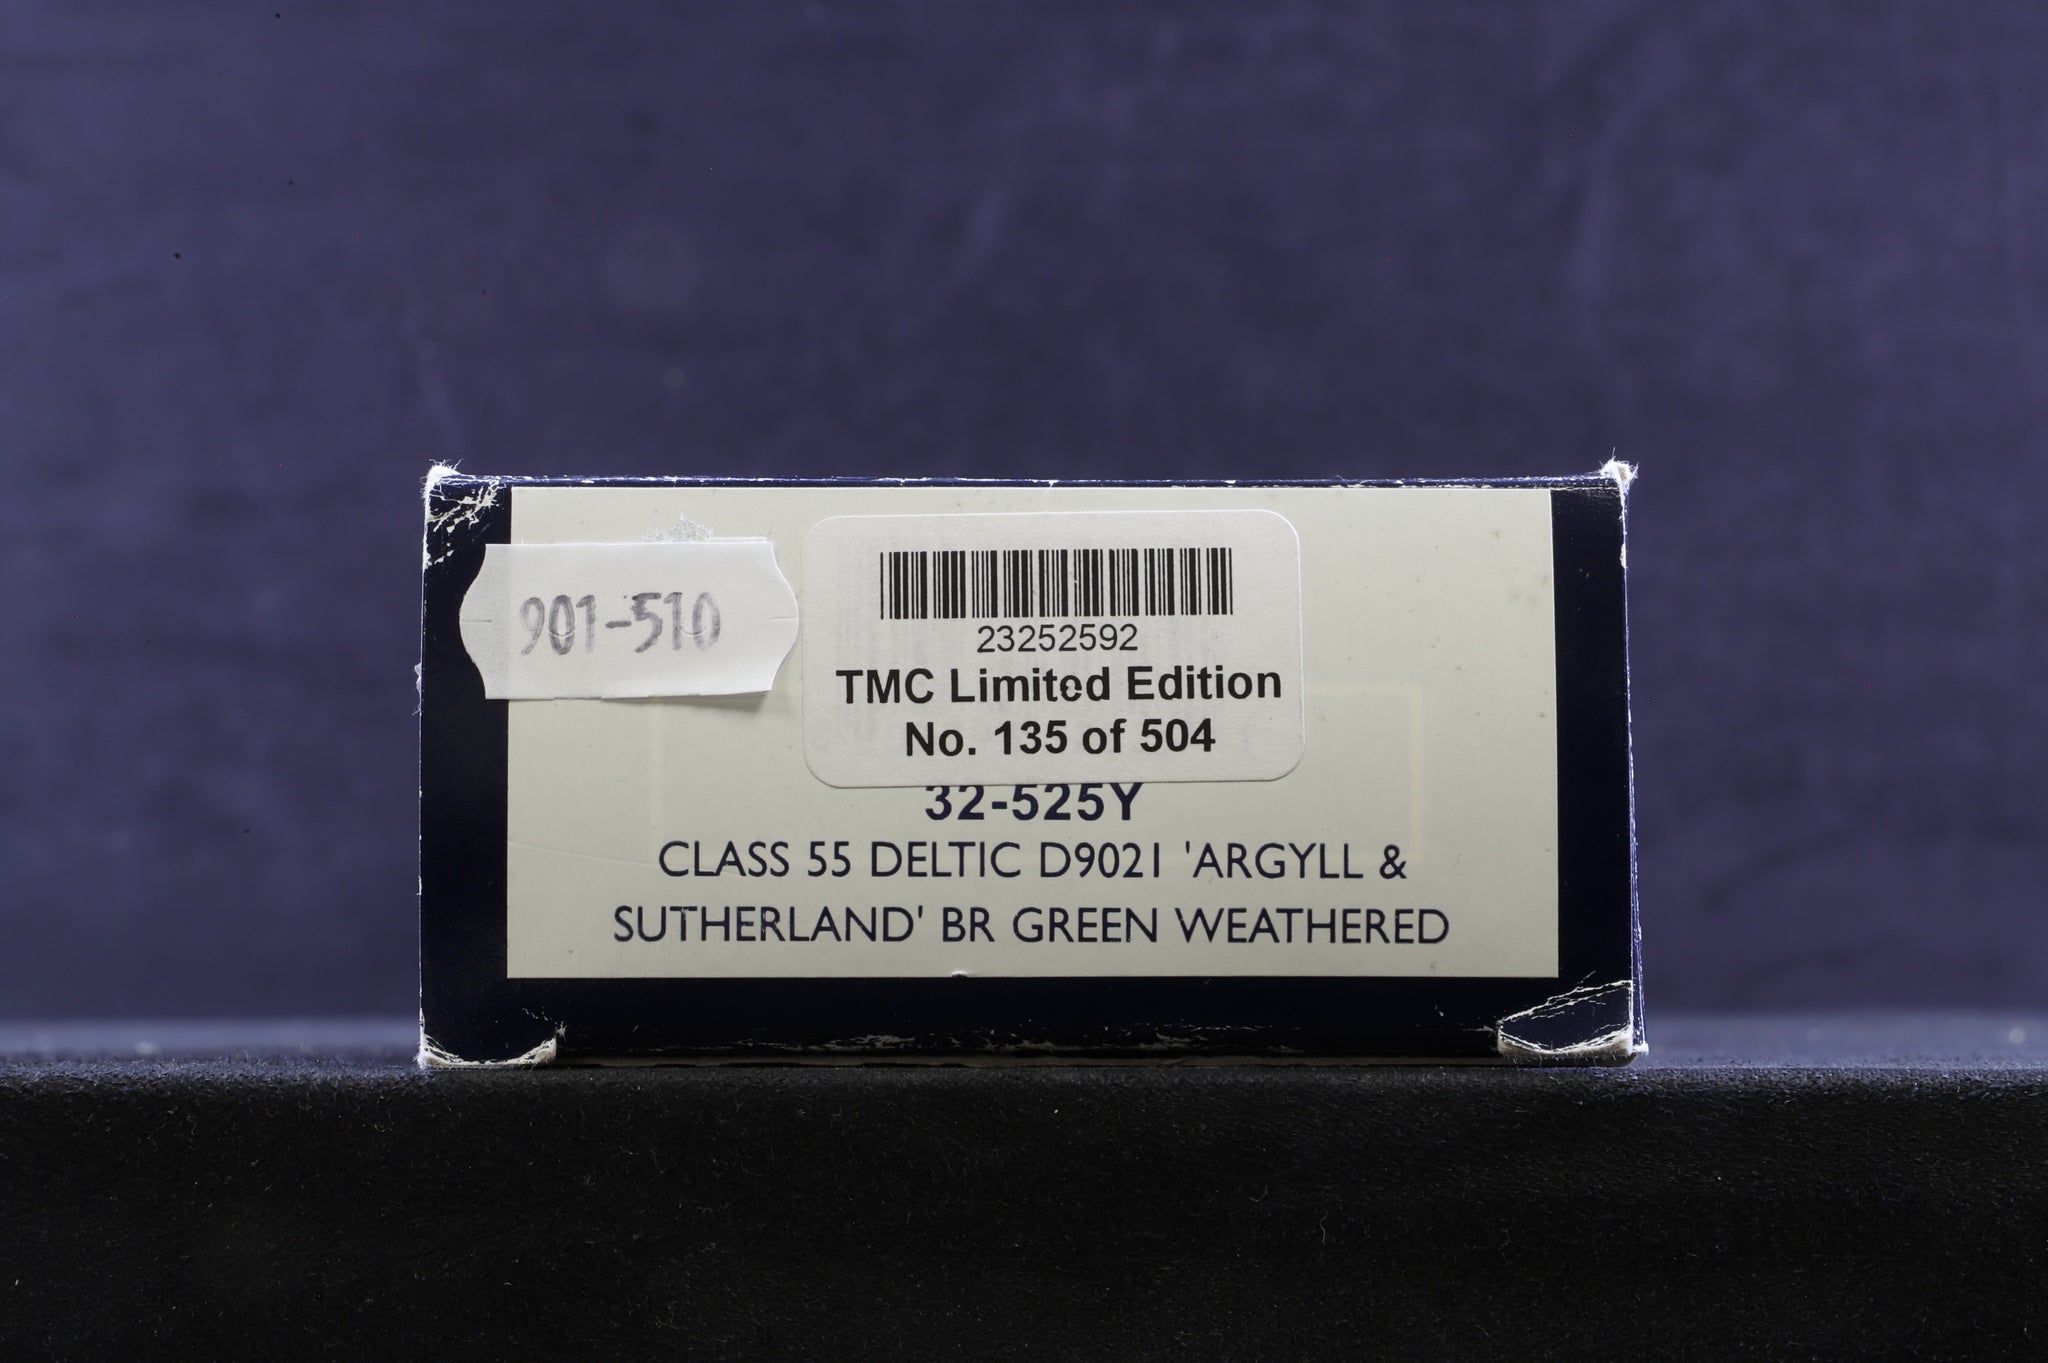 901-510
23252592
TMC Limited Edition
No. 135 of 504
32-525Y
CLASS 55 DELTIC D9021 'ARGYLL &
SUTHERLAND' BR GREEN WEATHERED